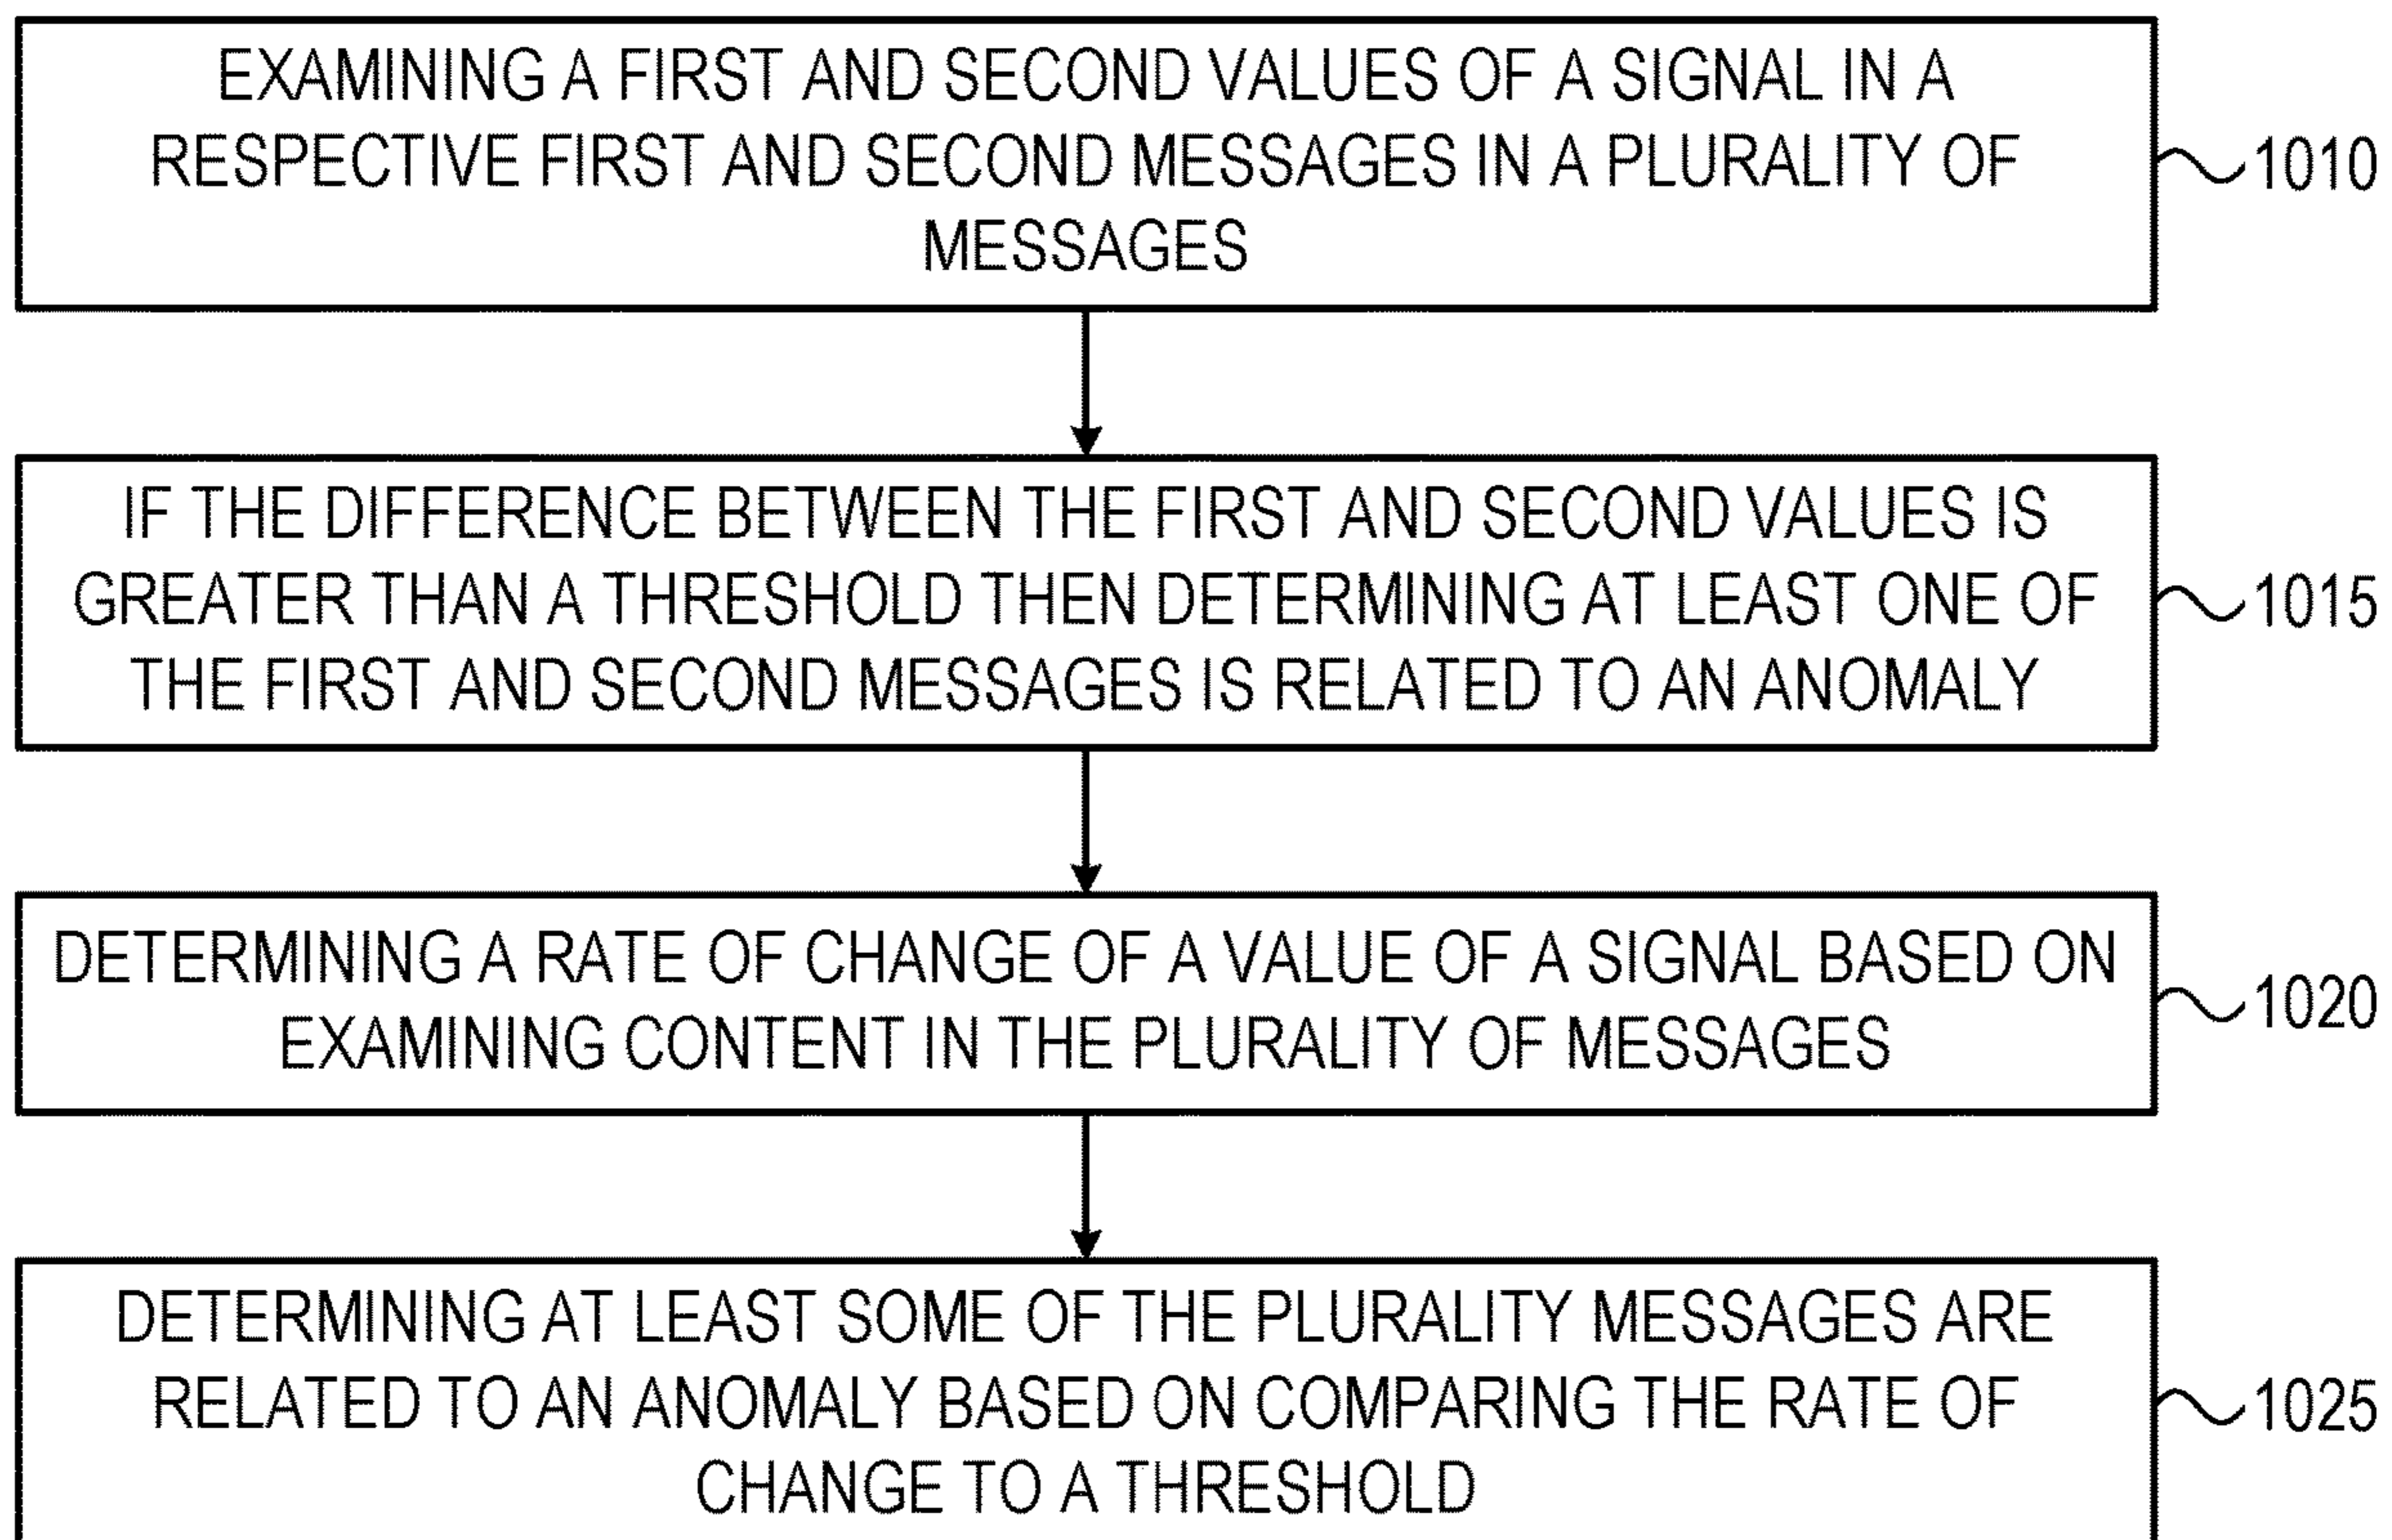 EXAMINING A FIRST AND SECOND VALUES OF A SIGNAL IN A
RESPECTIVE FIRST AND SECOND MESSAGES IN A PLURALITY OF
MESSAGES
1010
IF THE DIFFERENCE BETWEEN THE FIRST AND SECOND VALUES IS
GREATER THAN A THRESHOLD THEN DETERMINING AT LEAST ONE OF
THE FIRST AND SECOND MESSAGES IS RELATED TO AN ANOMALY
1015
DETERMINING A RATE OF CHANGE OF A VALUE OF A SIGNAL BASED ON
EXAMINING CONTENT IN THE PLURALITY OF MESSAGES
1020
DETERMINING AT LEAST SOME OF THE PLURALITY MESSAGES ARE
RELATED TO AN ANOMALY BASED ON COMPARING THE RATE OF
CHANGE TO A THRESHOLD
1025